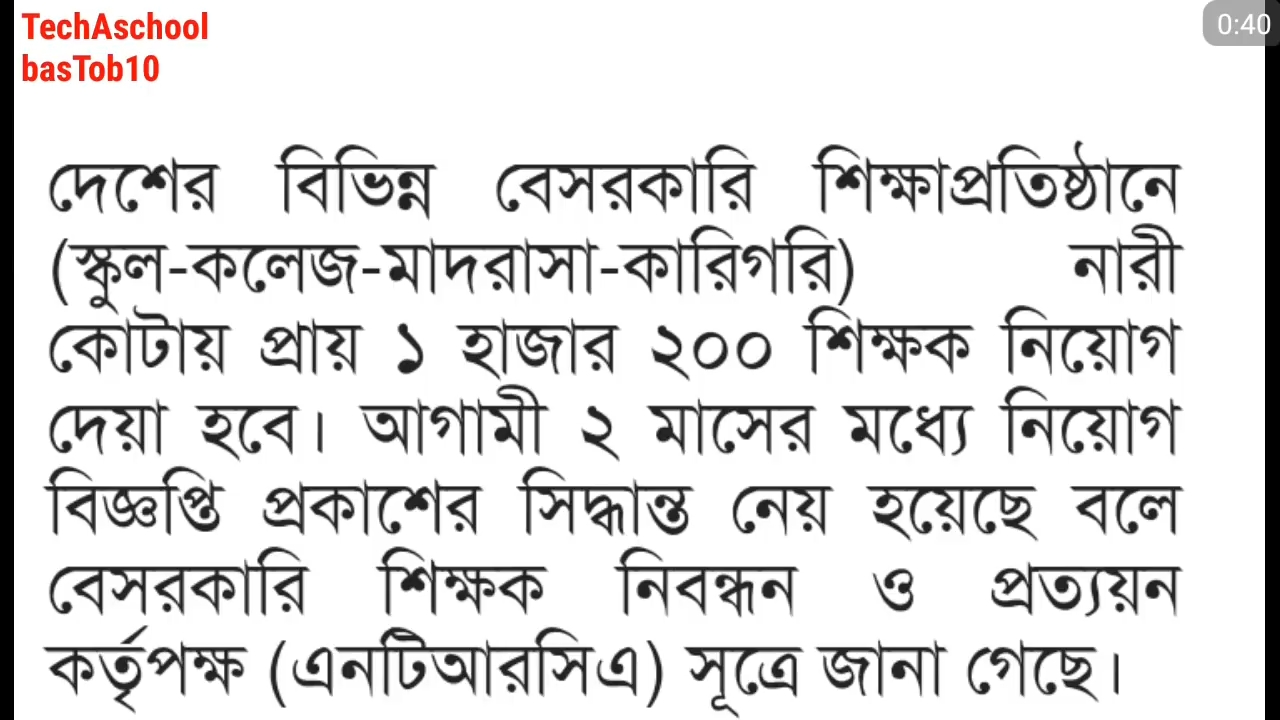 TechAschool
basTob10
0:40
দেশের বিভিন্ন বেসরকারি শিক্ষাপ্রতিষ্ঠানে
(স্কুল-কলেজ-মাদরাসা-কারিগরি) নারী
কোটায় প্রায় ১ হাজার ২০০ শিক্ষক নিয়োগ
দেয়া হবে। আগামী ২ মাসের মধ্যে নিয়োগ
বিজ্ঞপ্তি প্রকাশের সিদ্ধান্ত নেয় হয়েছে বলে
বেসরকারি শিক্ষক নিবন্ধন ও প্রত্যয়ন
কর্তৃপক্ষ (এনটিআরসিএ) সূত্রে জানা গেছে।